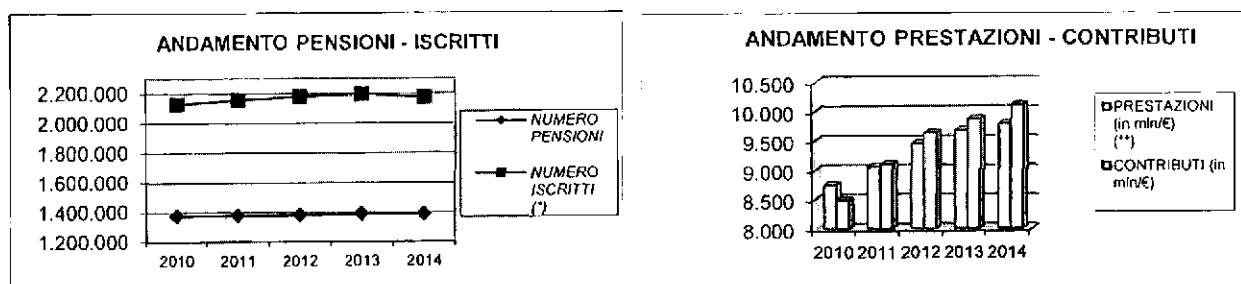 ANDAMENTO PENSIONI - ISCRITTI
2.200.000
2.000.000
1.800.000
1.600.000
1.400.000
1.200.000
2010 2011 2012 2013 2014
NUMERO
PENSIONI
NUMERO
ISCRITTI
(*)
ANDAMENTO PRESTAZIONI - CONTRIBUTI
10.500
10.000
9.500
9.000
8.500
8.000
2010 2011 2012 2013 2014
PRESTAZIONI
(in mln/€)
(**)
CONTRIBUTI (in
mln/€)